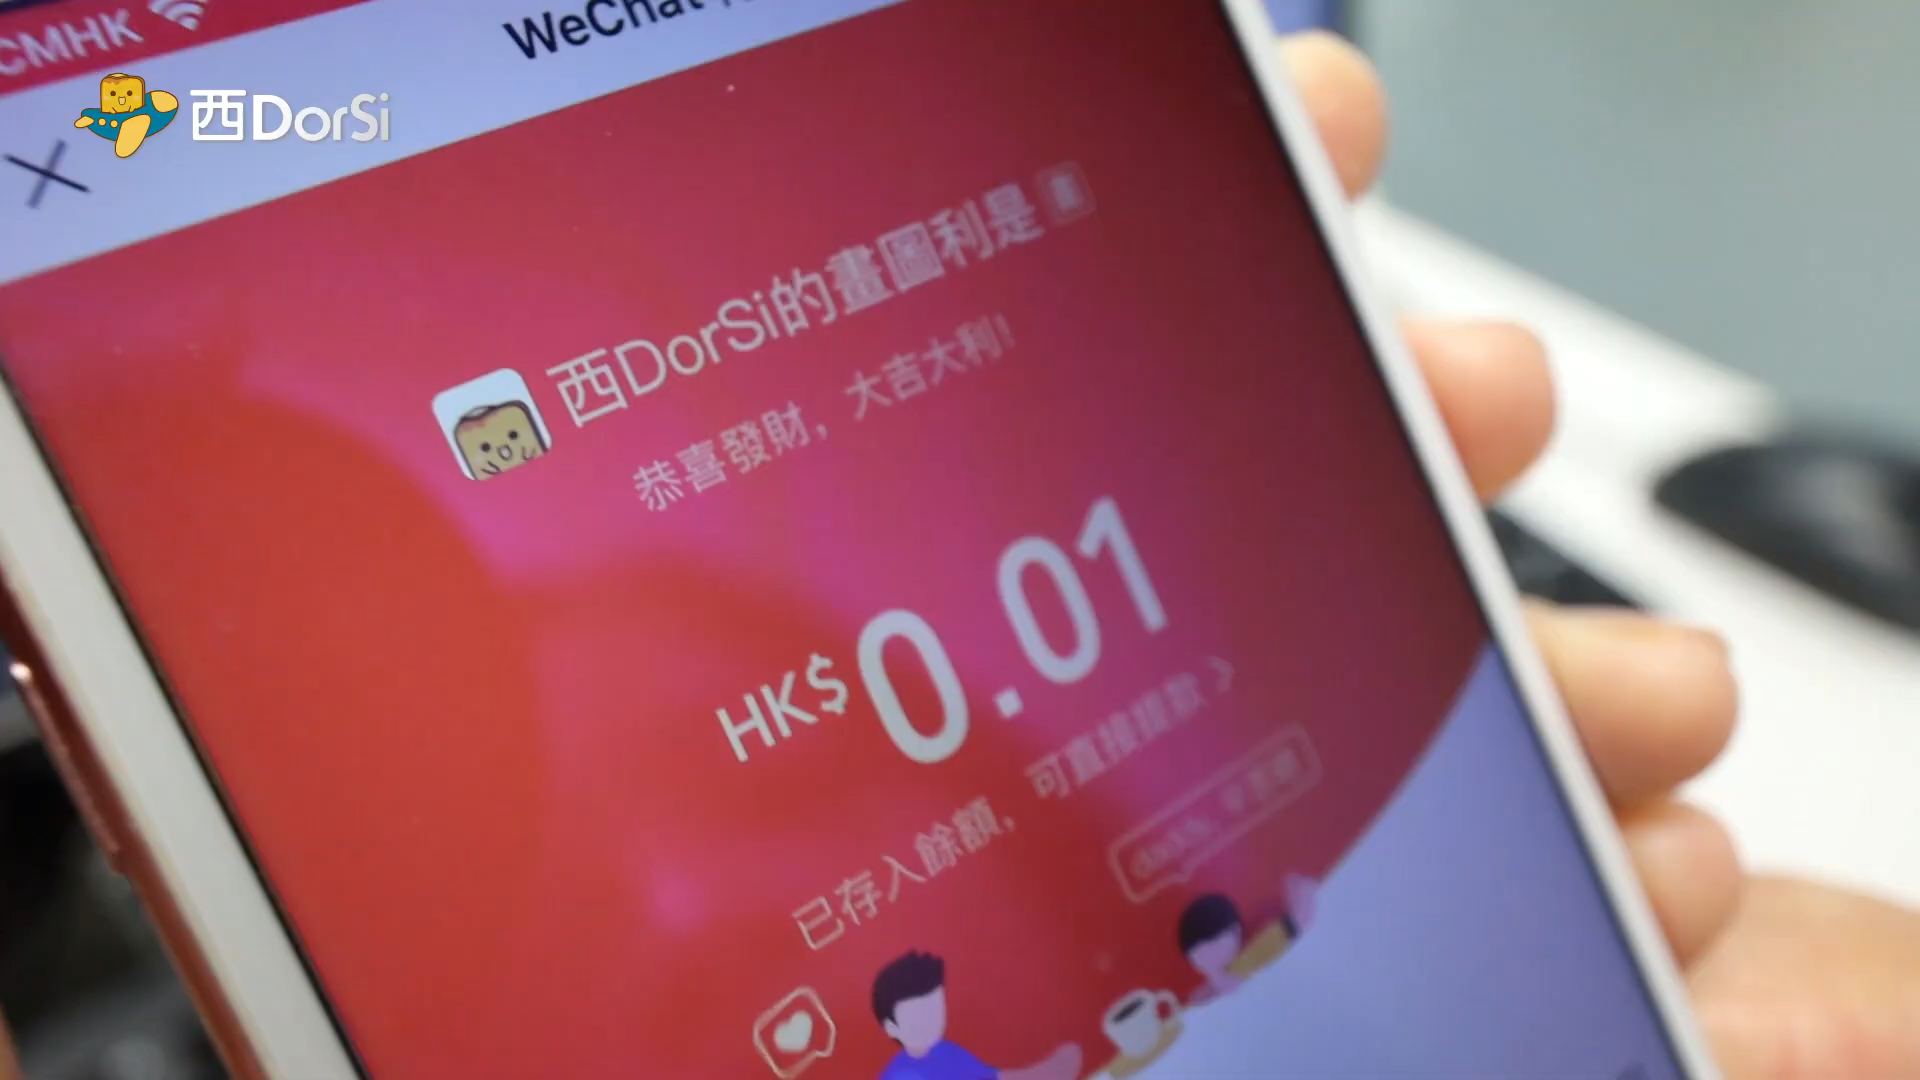 CMHK
WeChat
西DorSi
西DorSi的畫圖利是
恭喜發財，大吉大利!
HK$0.01
已存入餘額，可直接提款 >